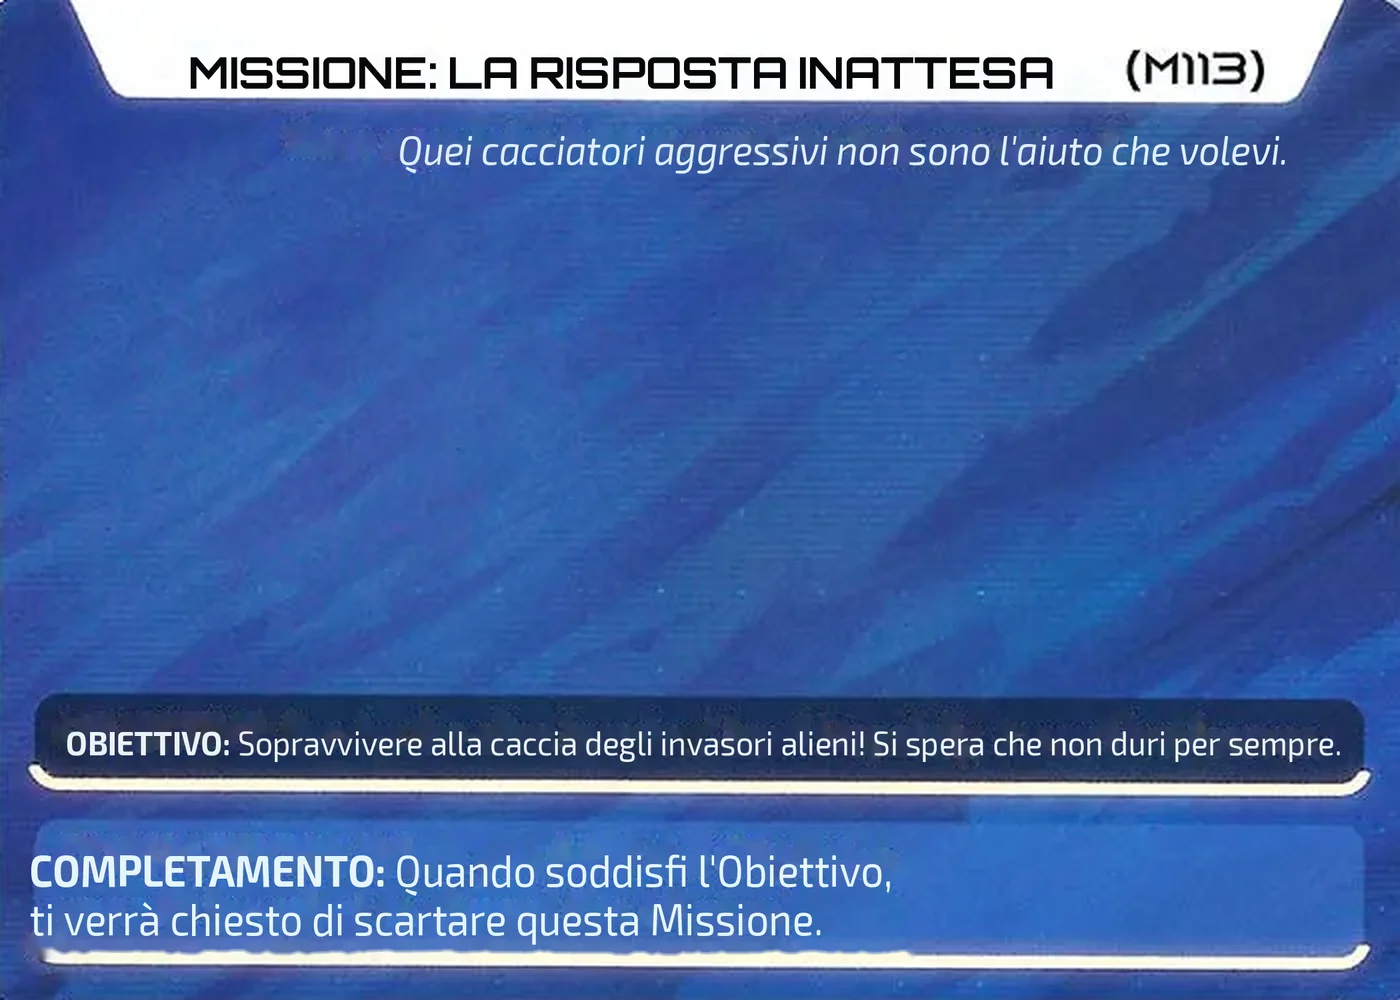 MISSIONE: LA RISPOSTA INATTESA (M113)
Quei cacciatori aggressivi non sono l'aiuto che volevi.
OBIETTIVO: Sopravvivere alla caccia degli invasori alieni! Si spera che non duri per sempre.
COMPLETAMENTO: Quando soddisfi l'Obiettivo,
ti verrà chiesto di scartare questa Missione.